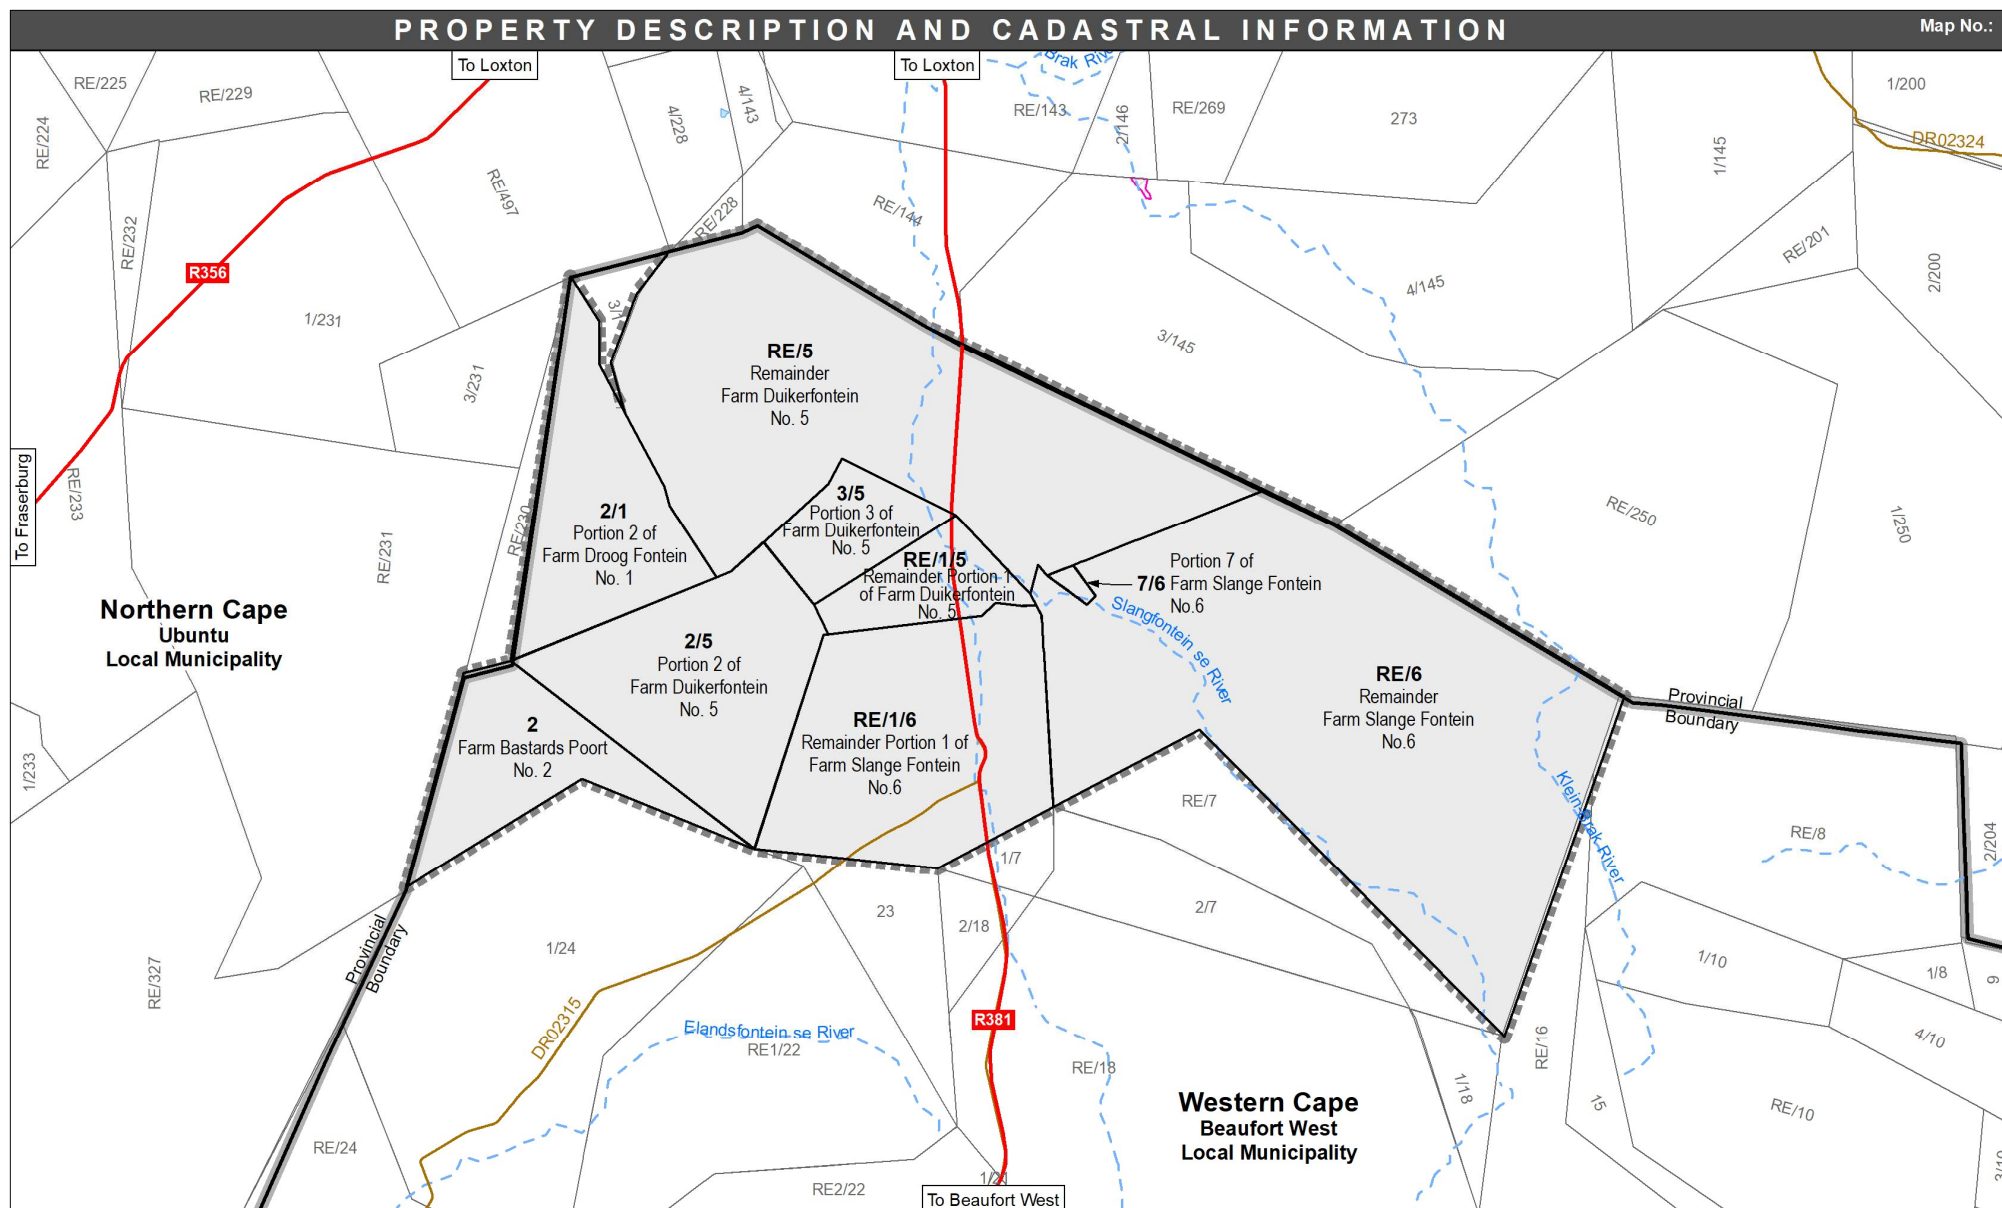 PROPERTY DESCRIPTION AND CADASTRAL INFORMATION
Map No.:
To Loxton
To Loxton
Brak River
RE/225
RE/229
RE/224
4/228
4/143
RE/143
2/146
RE/269
273
1/200
DR02324
1/145
RE/497
RE/228
RE/144
RE/232
RE/201
2/200
R356
4/145
1/231
3/1
3/145
3/231
RE/5
Remainder
Farm Duikerfontein
No. 5
To Fraserburg
RE/233
RE/230
RE/231
RE/250
1/250
2/1
Portion 2 of
Farm Droog Fontein
No. 1
3/5
Portion 3 of
Farm Duikerfontein
No. 5
RE/1/5
Remainder Portion 1
of Farm Duikerfontein
No. 5
7/6
Portion 7 of
Farm Slange Fontein
No.6
Slangfontein se River
Northern Cape
Ubuntu
Local Municipality
2/5
Portion 2 of
Farm Duikerfontein
No. 5
RE/6
Remainder
Farm Slange Fontein
No.6
Provincial
Boundary
2
Farm Bastards Poort
No. 2
RE/1/6
Remainder Portion 1 of
Farm Slange Fontein
No.6
1/233
Klein-Brak River
RE/7
RE/8
2/204
1/7
23
2/18
2/7
Provincial
Boundary
1/24
RE/327
1/10
1/8
9
4/10
DR02315
Elandsfontein se River
RE1/22
R381
RE/18
RE/16
1/18
15
RE/10
Western Cape
Beaufort West
Local Municipality
RE/24
RE2/22
1/21
3/10
To Beaufort West